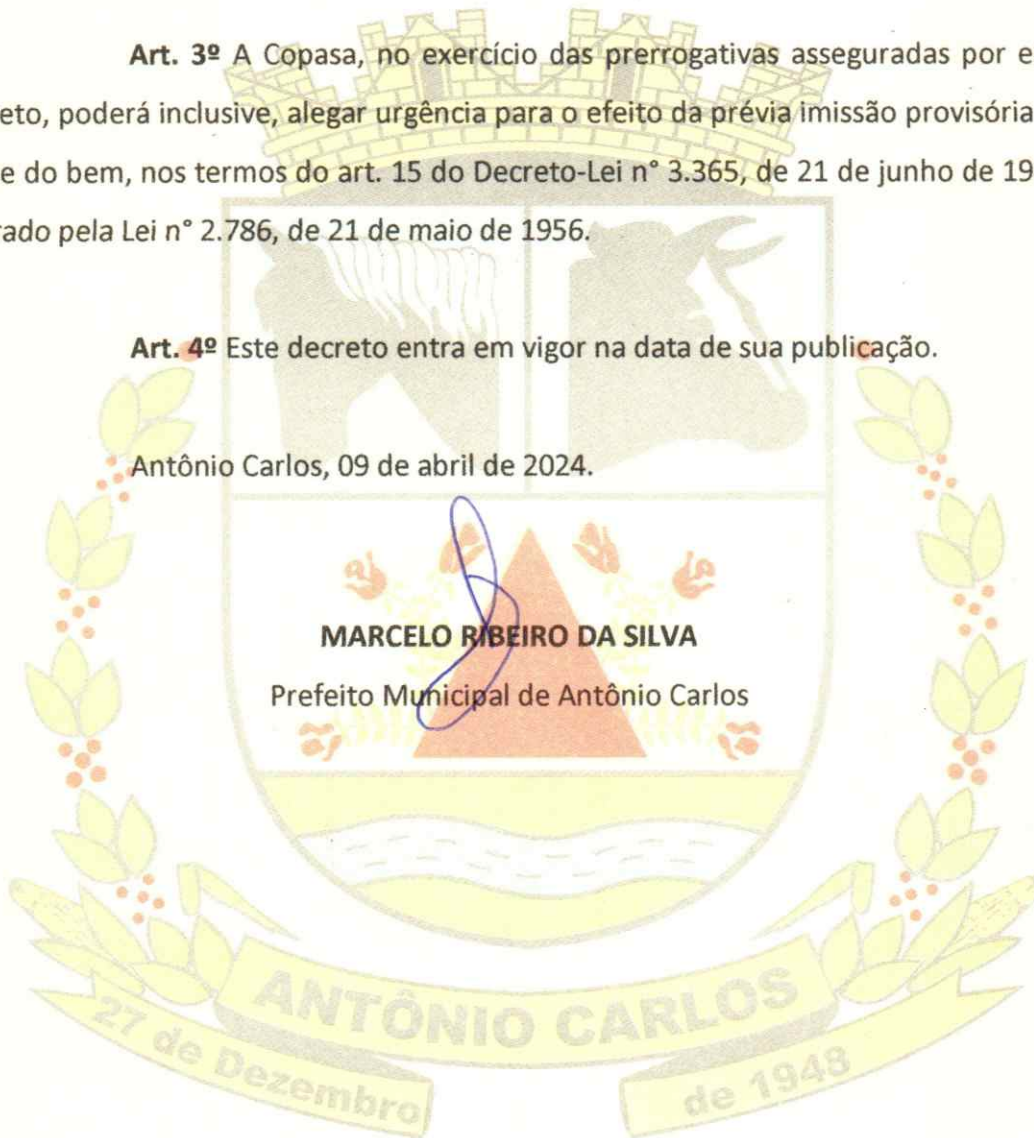 Art. 3º A Copasa, no exercício das prerrogativas asseguradas por e
eto, poderá inclusive, alegar urgência para o efeito da prévia imissão provisória
e do bem, nos termos do art. 15 do Decreto-Lei n° 3.365, de 21 de junho de 19
rado pela Lei n° 2.786, de 21 de maio de 1956.
Art. 4º Este decreto entra em vigor na data de sua publicação.
Antônio Carlos, 09 de abril de 2024.
MARCELO RIBEIRO DA SILVA
Prefeito Municipal de Antônio Carlos
ANTÔNIO CARLOS
27 de Dezembro
de 1948